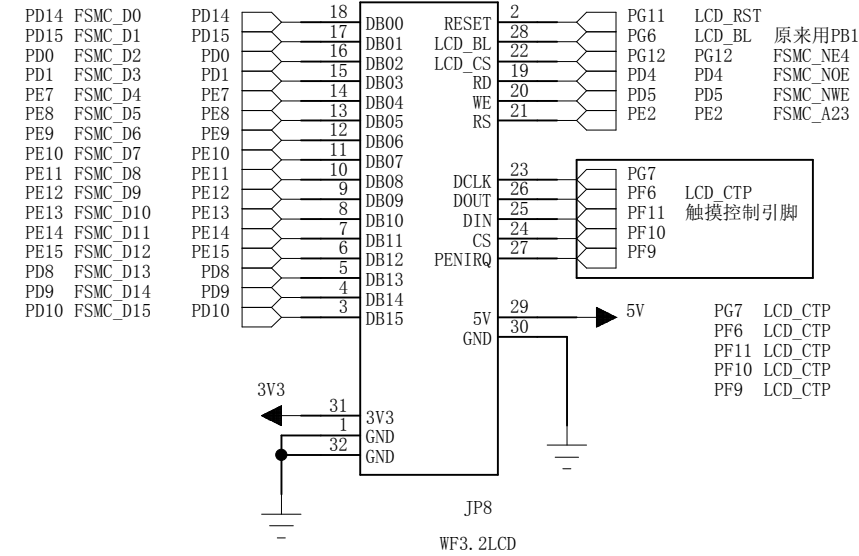 PD14 FSMC_D0 PD14 18 DB00 RESET 2 PG11 LCD_RST
PD15 FSMC_D1 PD15 17 DB01 LCD_BL 28 PG6 LCD_BL 原来用PB1
PD0 FSMC_D2 PD0 16 DB02 LCD_CS 22 PG12 PG12 FSMC_NE4
PD1 FSMC_D3 PD1 15 DB03 RD 19 PD4 PD4 FSMC_NOE
PE7 FSMC_D4 PE7 14 DB04 WE 20 PD5 PD5 FSMC_NWE
PE8 FSMC_D5 PE8 13 DB05 RS 21 PE2 PE2 FSMC_A23
PE9 FSMC_D6 PE9 12 DB06
PE10 FSMC_D7 PE10 11 DB07
PE11 FSMC_D8 PE11 10 DB08 DCLK 23 PG7
PE12 FSMC_D9 PE12 9 DB09 DOUT 26 PF6 LCD_CTP
PE13 FSMC_D10 PE13 8 DB10 DIN 25 PF11 触摸控制引脚
PE14 FSMC_D11 PE14 7 DB11 CS 24 PF10
PE15 FSMC_D12 PE15 6 DB12 PENIRQ 27 PF9
PD8 FSMC_D13 PD8 5 DB13
PD9 FSMC_D14 PD9 4 DB14
PD10 FSMC_D15 PD10 3 DB15 5V 29 5V PG7 LCD_CTP
GND 30 PF6 LCD_CTP
PF11 LCD_CTP
PF10 LCD_CTP
PF9 LCD_CTP
3V3
31 3V3
1 GND
32 GND
JP8
WF3.2LCD